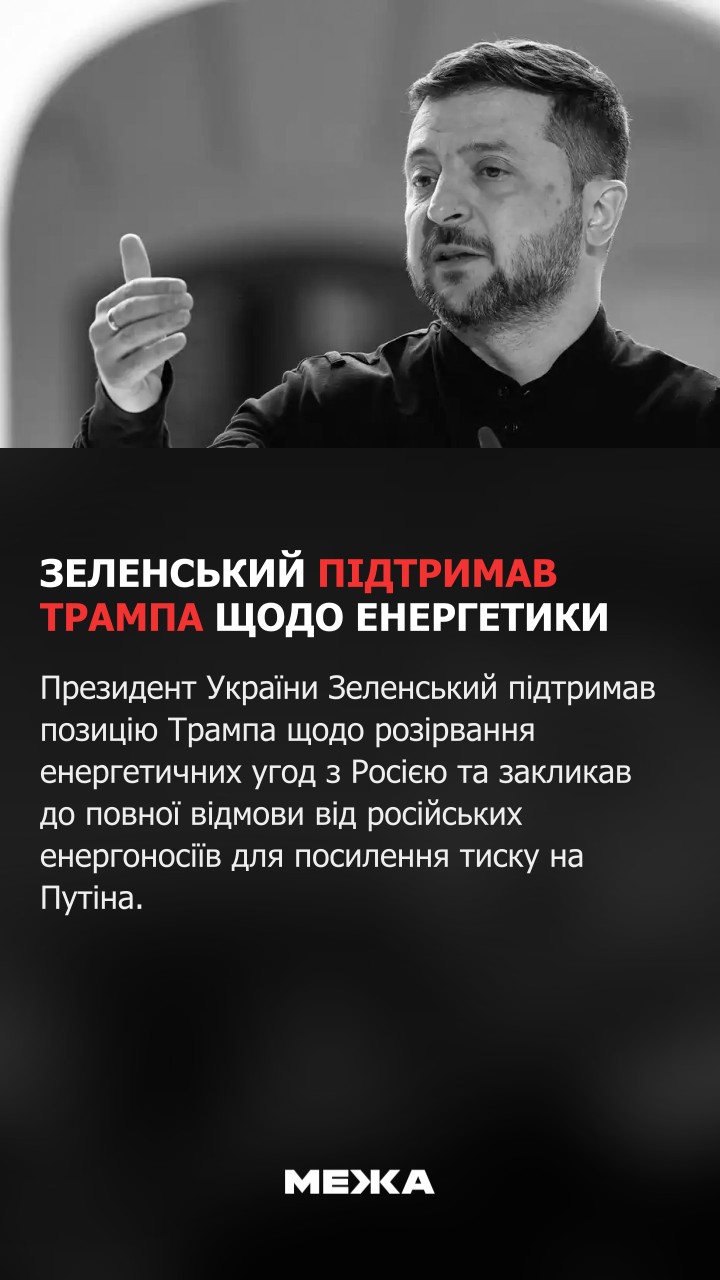 ЗЕЛЕНСЬКИЙ ПІДТРИМАВ
ТРАМПА ЩОДО ЕНЕРГЕТИКИ
Президент України Зеленський підтримав
позицію Трампа щодо розірвання
енергетичних угод з Росією та закликав
до повної відмови від російських
енергоносіїв для посилення тиску на
Путіна.
МЕЖА